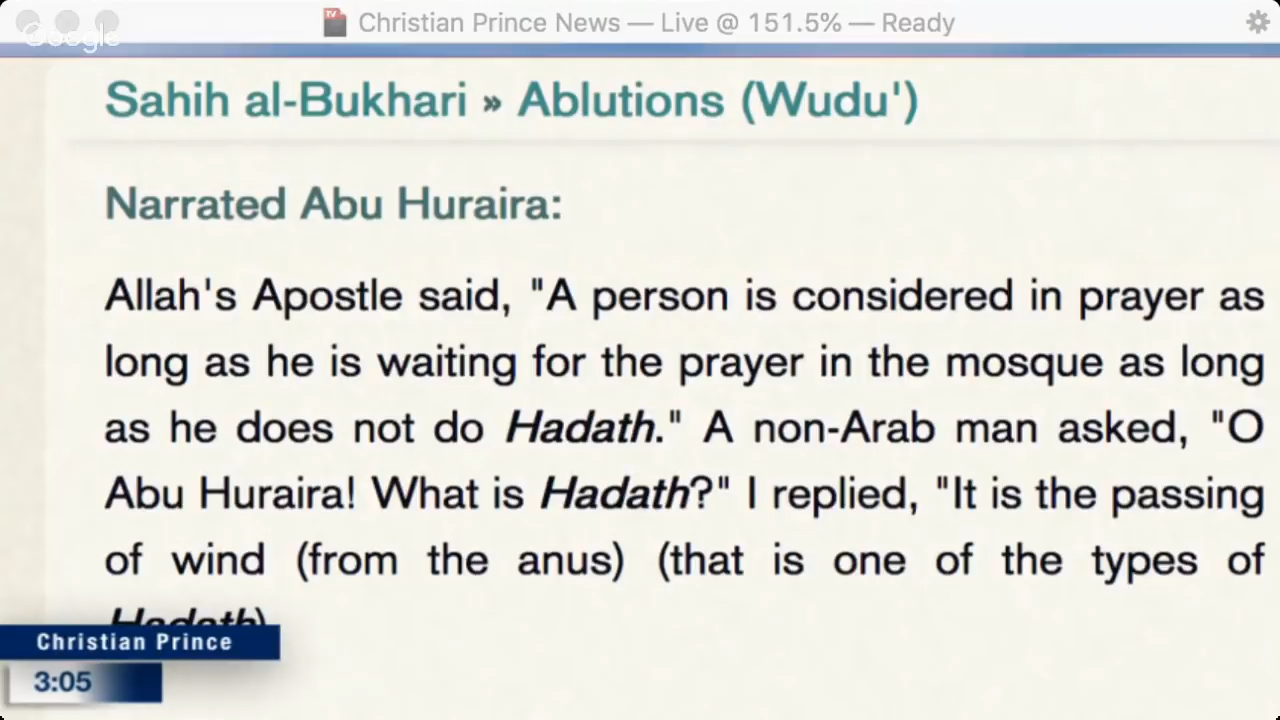 Christian Prince News — Live @ 151.5% — Ready
Google
Sahih al-Bukhari » Ablutions (Wudu')
Narrated Abu Huraira:
Allah's Apostle said, "A person is considered in prayer as
long as he is waiting for the prayer in the mosque as long
as he does not do Hadath." A non-Arab man asked, "O
Abu Huraira! What is Hadath?" I replied, "It is the passing
of wind (from the anus) (that is one of the types of
Hadath)
Christian Prince
3:05